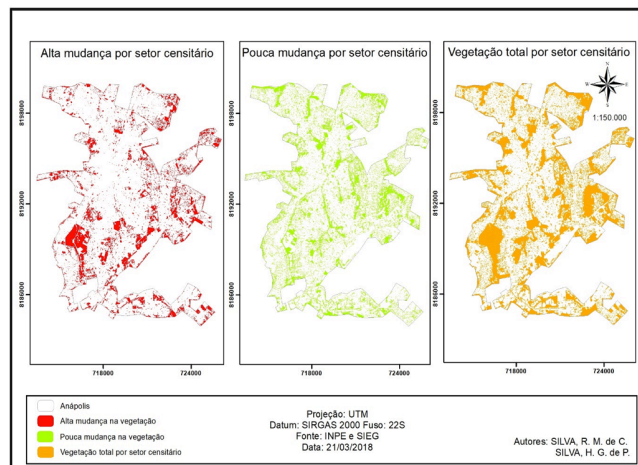 Alta mudança por setor censitário
Pouca mudança por setor censitário
Vegetação total por setor censitário
N
W E
S
1:150.000
8198000
8192000
8186000
8198000
8192000
8186000
8198000
8192000
8186000
718000 724000
718000 724000
718000 724000
Anápolis
Alta mudança na vegetação
Pouca mudança na vegetação
Vegetação total por setor censitário
Projeção: UTM
Datum: SIRGAS 2000 Fuso: 22S
Fonte: INPE e SIEG
Data: 21/03/2018
Autores: SILVA, R. M. de C.
SILVA, H. G. de P.